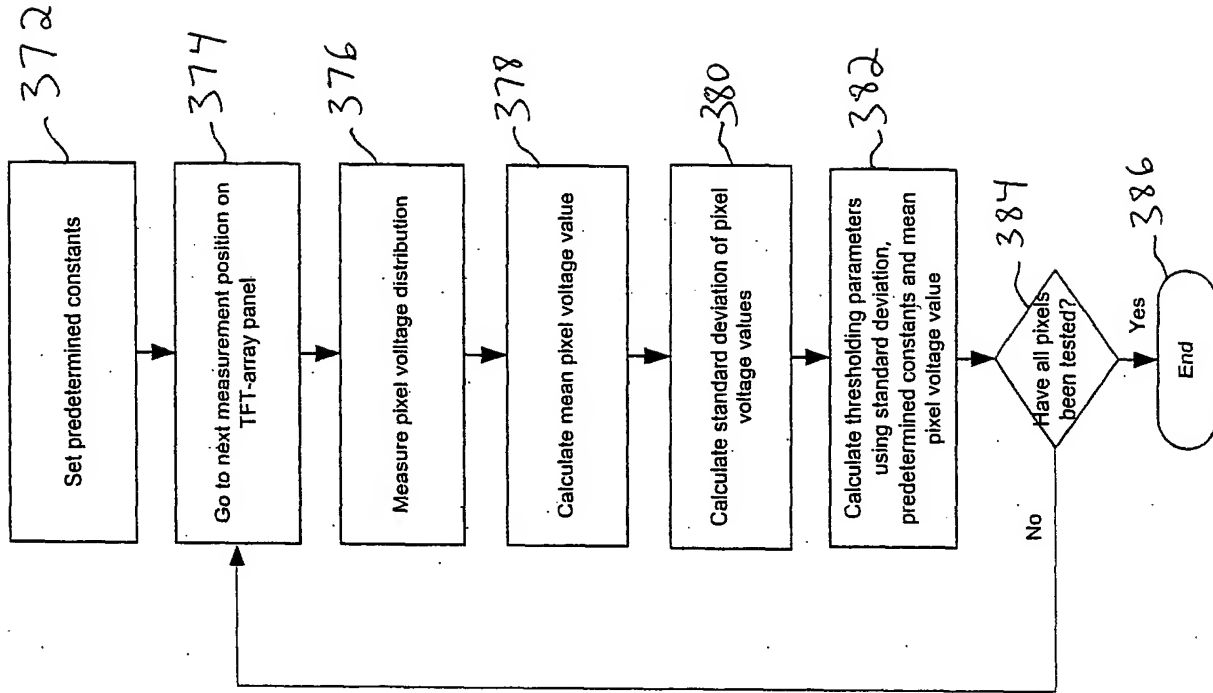 Set predetermined constants
372
Go to next measurement position on
TFT-array panel
374
Measure pixel voltage distribution
376
Calculate mean pixel voltage value
378
Calculate standard deviation of pixel
voltage values
380
Calculate thresholding parameters
using standard deviation,
predetermined constants and mean
pixel voltage value
382
Have all pixels
been tested?
384
No
Yes
End
386